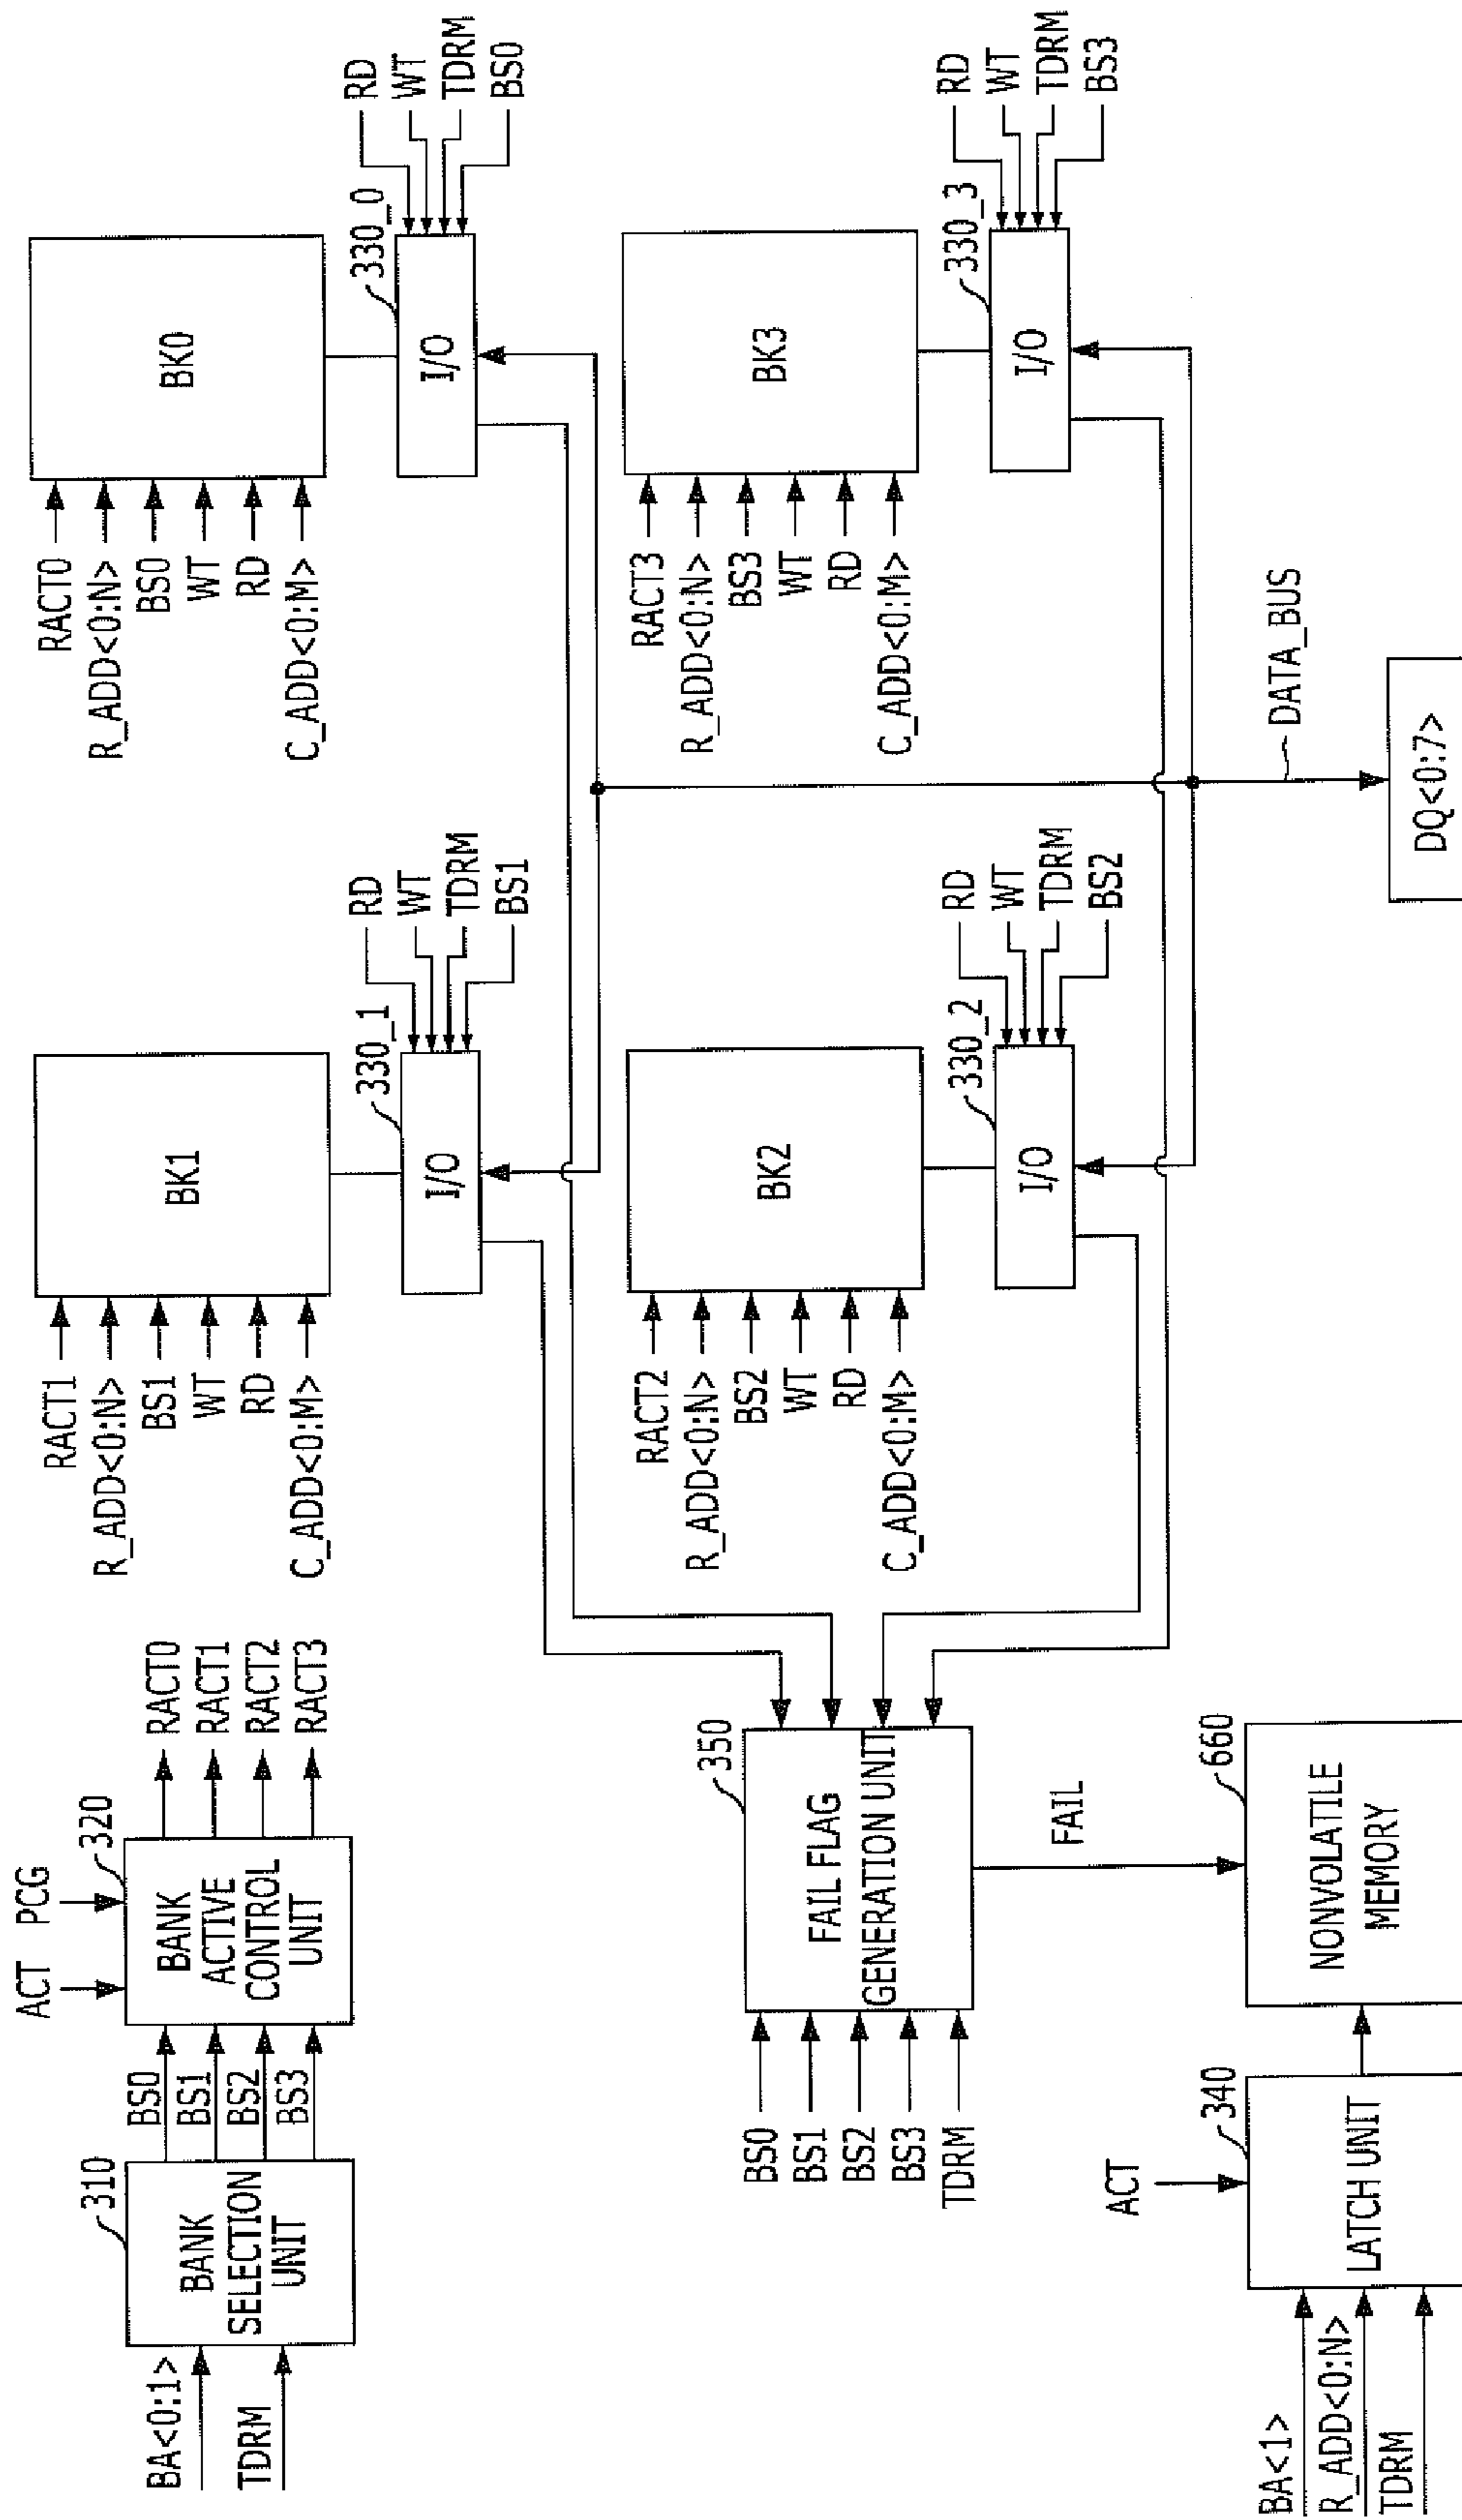 BA<0:1>
TDRM
310
BANK
SELECTION
UNIT
BS0
BS1
BS2
BS3
ACT
PCG
320
BANK
ACTIVE
CONTROL
UNIT
RACT0
RACT1
RACT2
RACT3
RACT1
R_ADD<0:N>
BS1
WT
RD
C_ADD<0:M>
BK1
330_1
I/O
RD
WT
TDRM
BS1
RACT0
R_ADD<0:N>
BS0
WT
RD
C_ADD<0:M>
BK0
330_0
I/O
RD
WT
TDRM
BS0
RACT2
R_ADD<0:N>
BS2
WT
RD
C_ADD<0:M>
BK2
330_2
I/O
RD
WT
TDRM
BS2
RACT3
R_ADD<0:N>
BS3
WT
RD
C_ADD<0:M>
BK3
330_3
I/O
RD
WT
TDRM
BS3
BS0
BS1
BS2
BS3
TDRM
350
FAIL FLAG
GENERATION UNIT
FAIL
BA<1>
R_ADD<0:N>
TDRM
ACT
340
LATCH UNIT
660
NONVOLATILE
MEMORY
DATA_BUS
DQ<0:7>